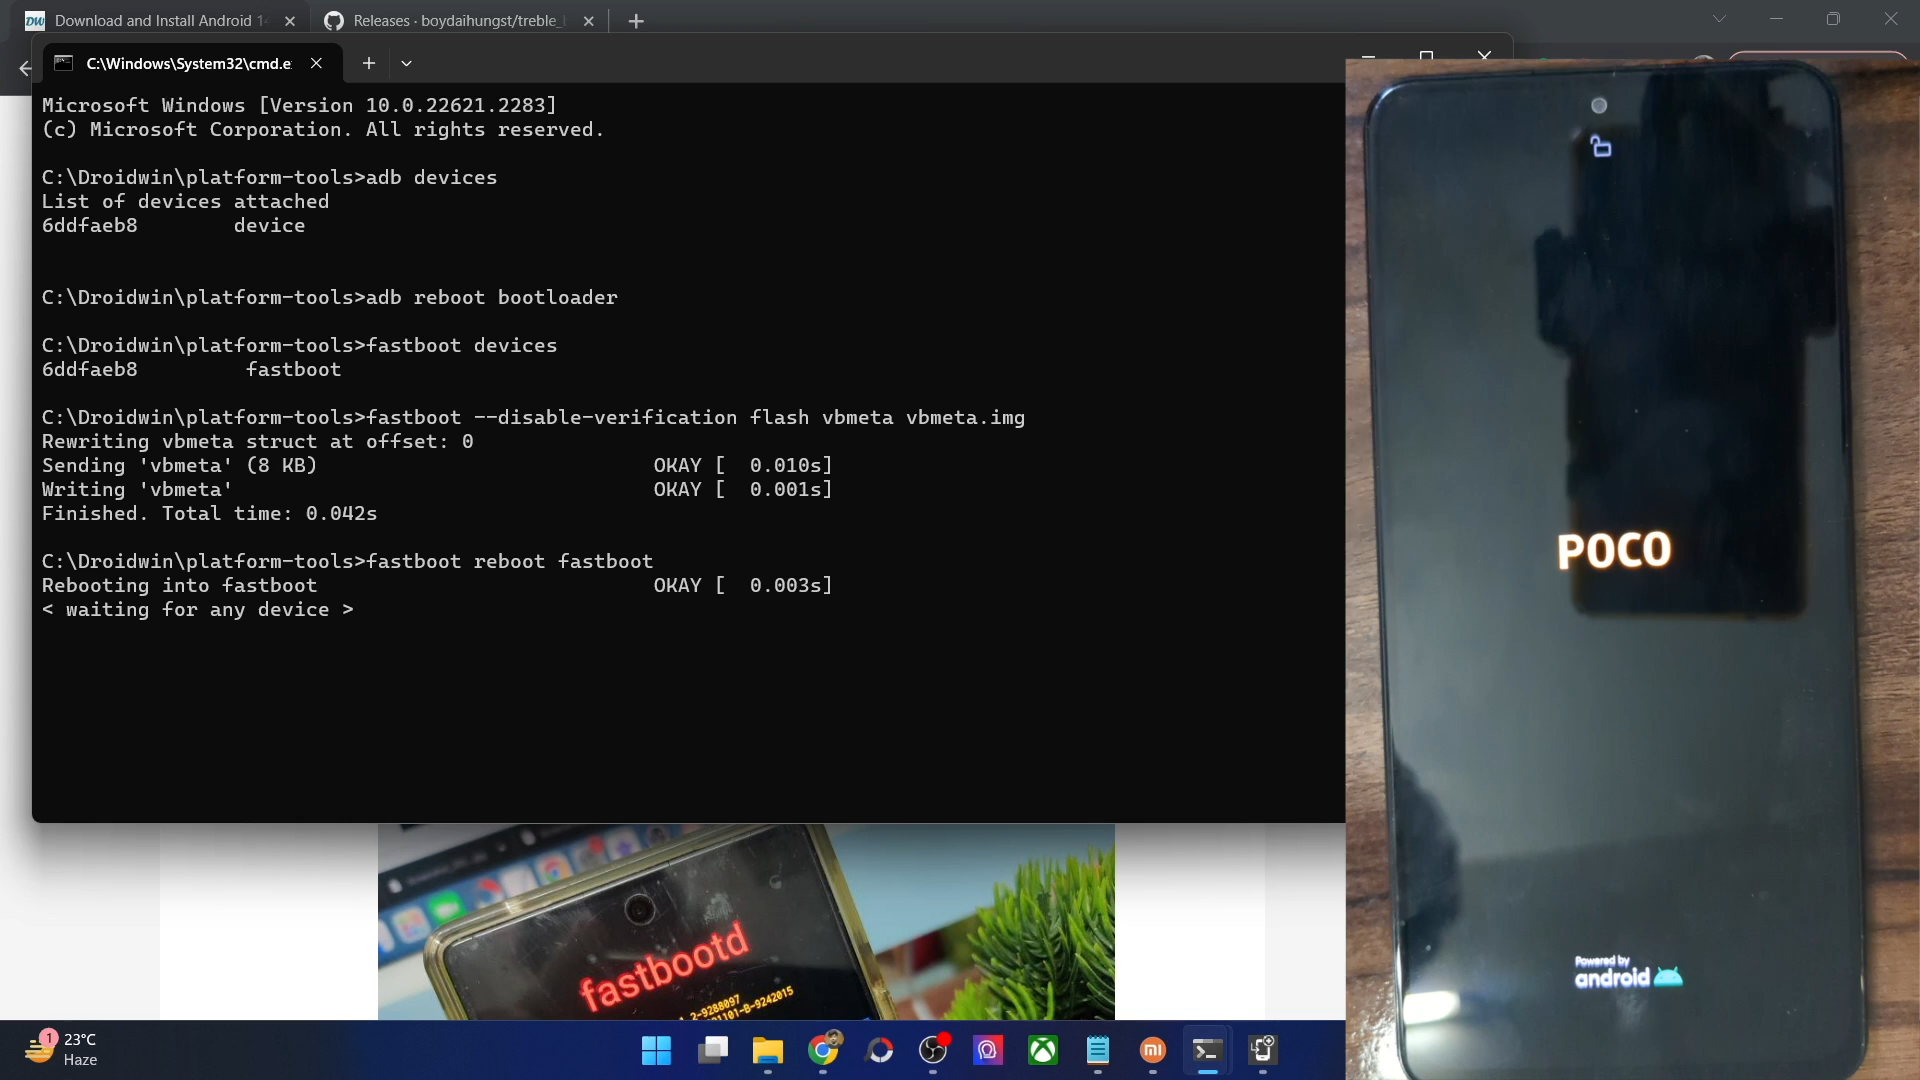 Download and Install Android 14
Releases · boydaihungst/treble_
C:\Windows\System32\cmd.e
Microsoft Windows [Version 10.0.22621.2283]
(c) Microsoft Corporation. All rights reserved.
C:\Droidwin\platform-tools>adb devices
List of devices attached
6ddfaeb8 device
C:\Droidwin\platform-tools>adb reboot bootloader
C:\Droidwin\platform-tools>fastboot devices
6ddfaeb8 fastboot
C:\Droidwin\platform-tools>fastboot --disable-verification flash vbmeta vbmeta.img
Rewriting vbmeta struct at offset: 0
Sending 'vbmeta' (8 KB) OKAY [ 0.010s]
Writing 'vbmeta' OKAY [ 0.001s]
Finished. Total time: 0.042s
C:\Droidwin\platform-tools>fastboot reboot fastboot
Rebooting into fastboot OKAY [ 0.003s]
< waiting for any device >
POCO
Powered by
android
fastbootd
2-9288097
1101-B-9242015
1
23°C
Haze